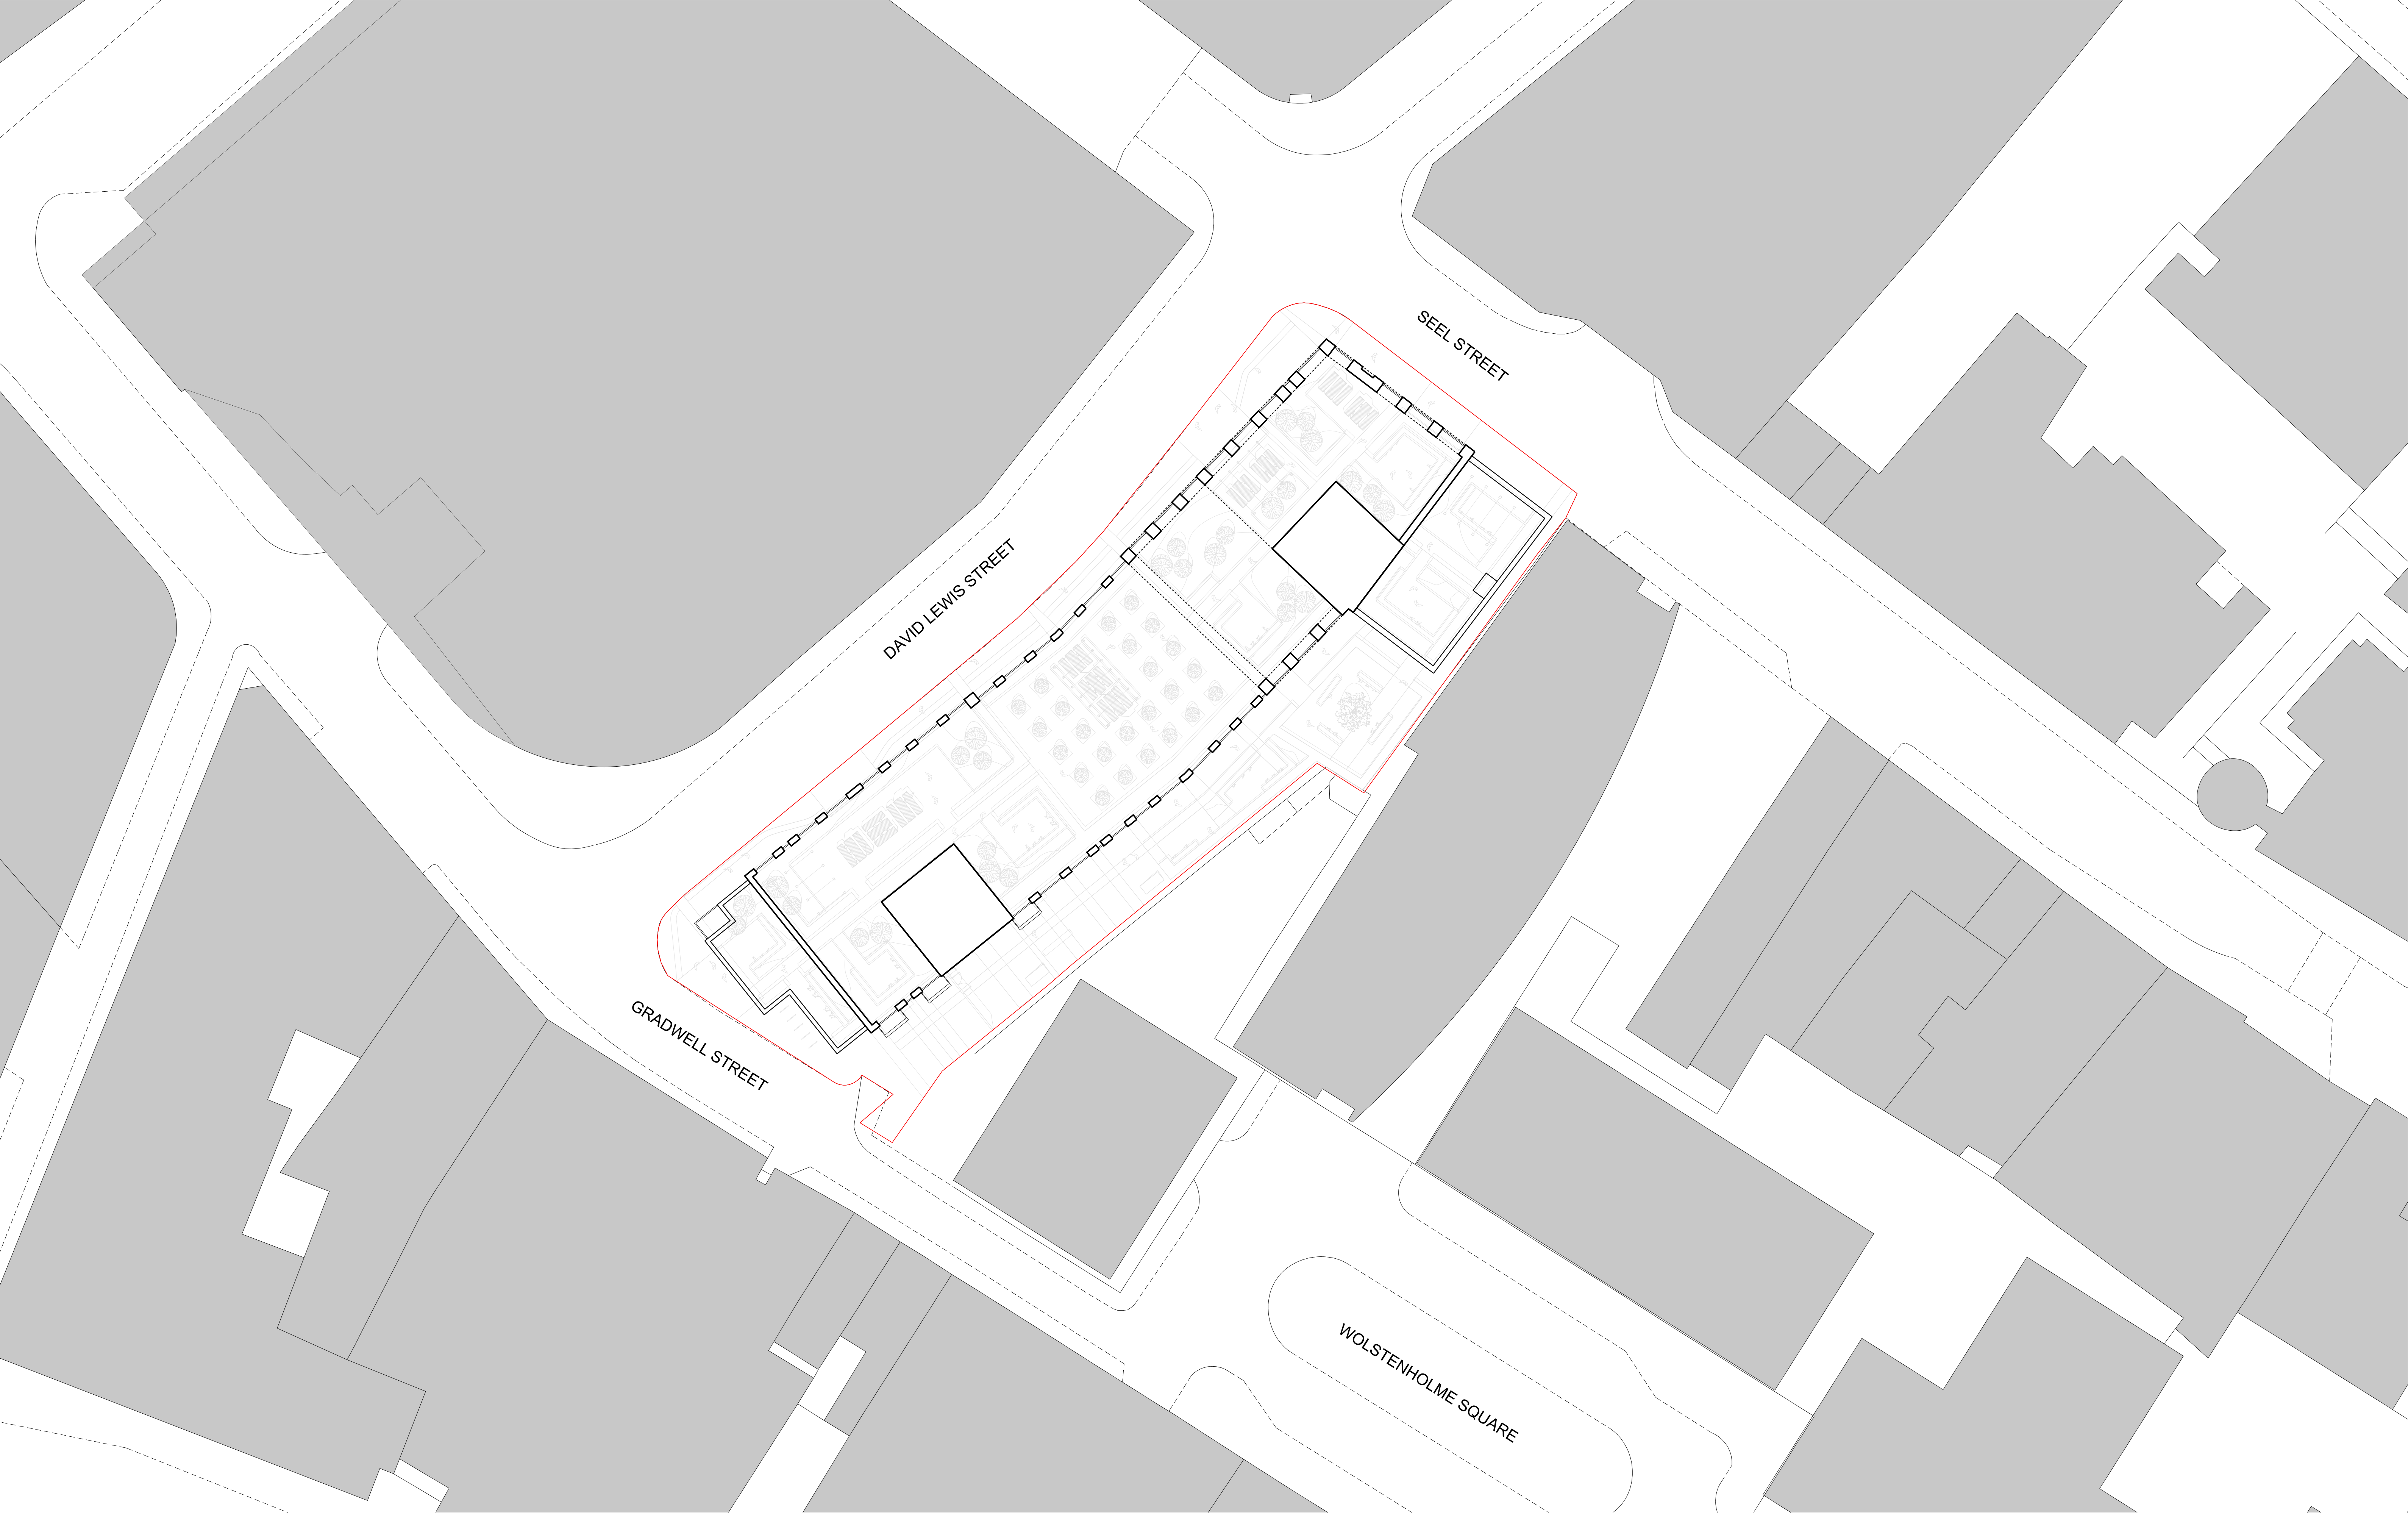 SEEL STREET
DAVID LEWIS STREET
GRADWELL STREET
WOLSTENHOLME SQUARE